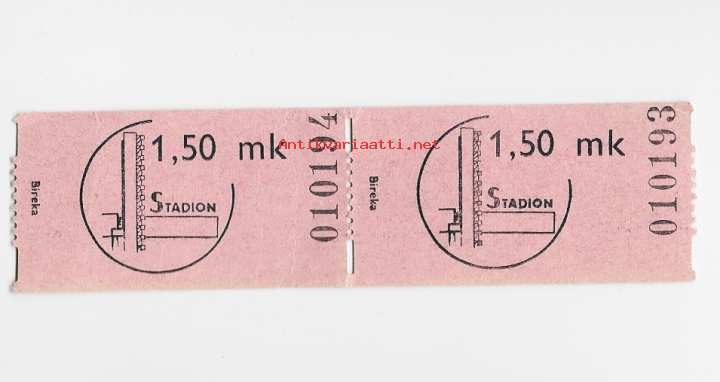 Bireka
1,50 mk
STADION
010194
Bireka
1,50 mk
STADION
010193
Antikvariaatti.net